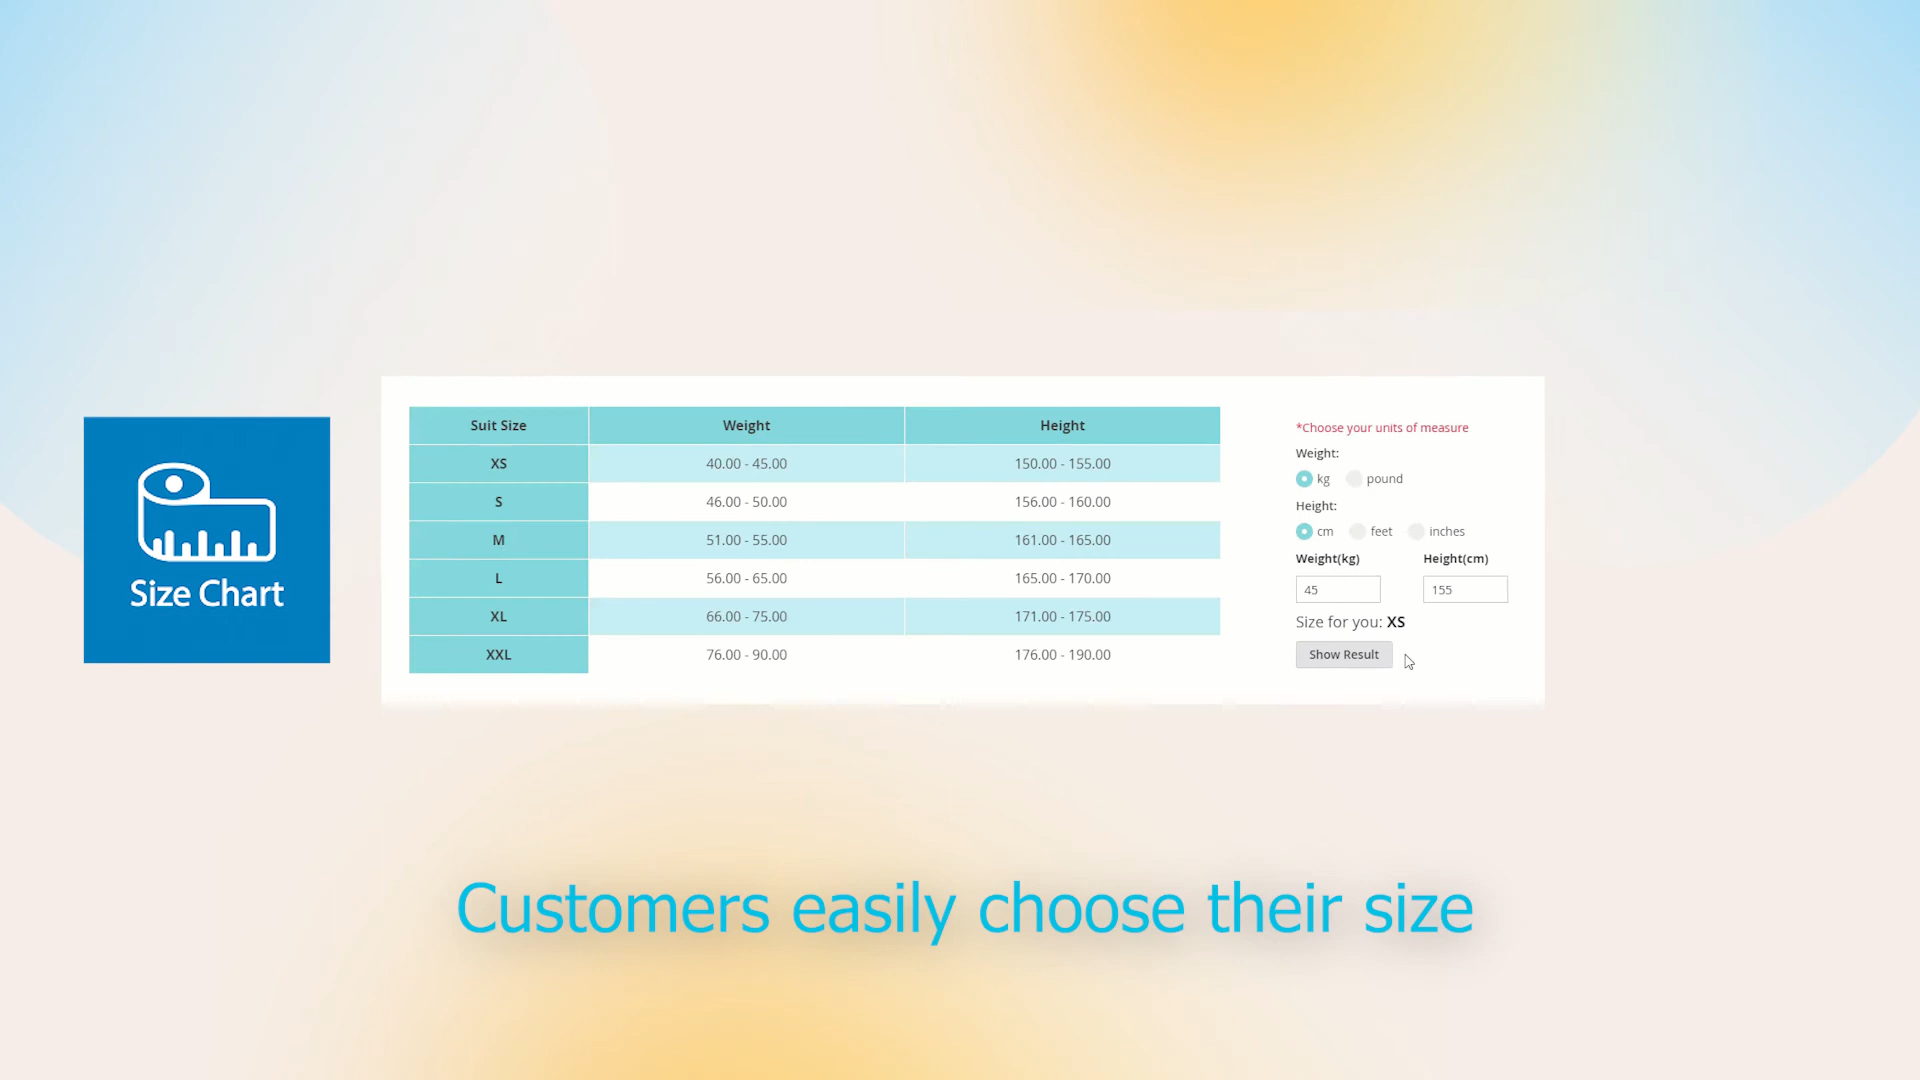 Size Chart
Suit Size Weight Height
XS 40.00 - 45.00 150.00 - 155.00
S 46.00 - 50.00 156.00 - 160.00
M 51.00 - 55.00 161.00 - 165.00
L 56.00 - 65.00 165.00 - 170.00
XL 66.00 - 75.00 171.00 - 175.00
XXL 76.00 - 90.00 176.00 - 190.00
*Choose your units of measure
Weight:
kg pound
Height:
cm feet inches
Weight(kg) Height(cm)
45 155
Size for you: XS
Show Result
Customers easily choose their size